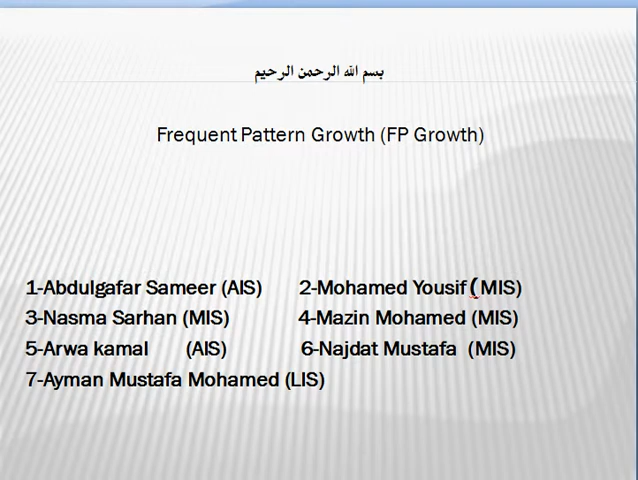 بسم الله الرحمن الرحيم
Frequent Pattern Growth (FP Growth)
1-Abdulgafar Sameer (AIS) 2-Mohamed Yousif (MIS)
3-Nasma Sarhan (MIS) 4-Mazin Mohamed (MIS)
5-Arwa kamal (AIS) 6-Najdat Mustafa (MIS)
7-Ayman Mustafa Mohamed (LIS)